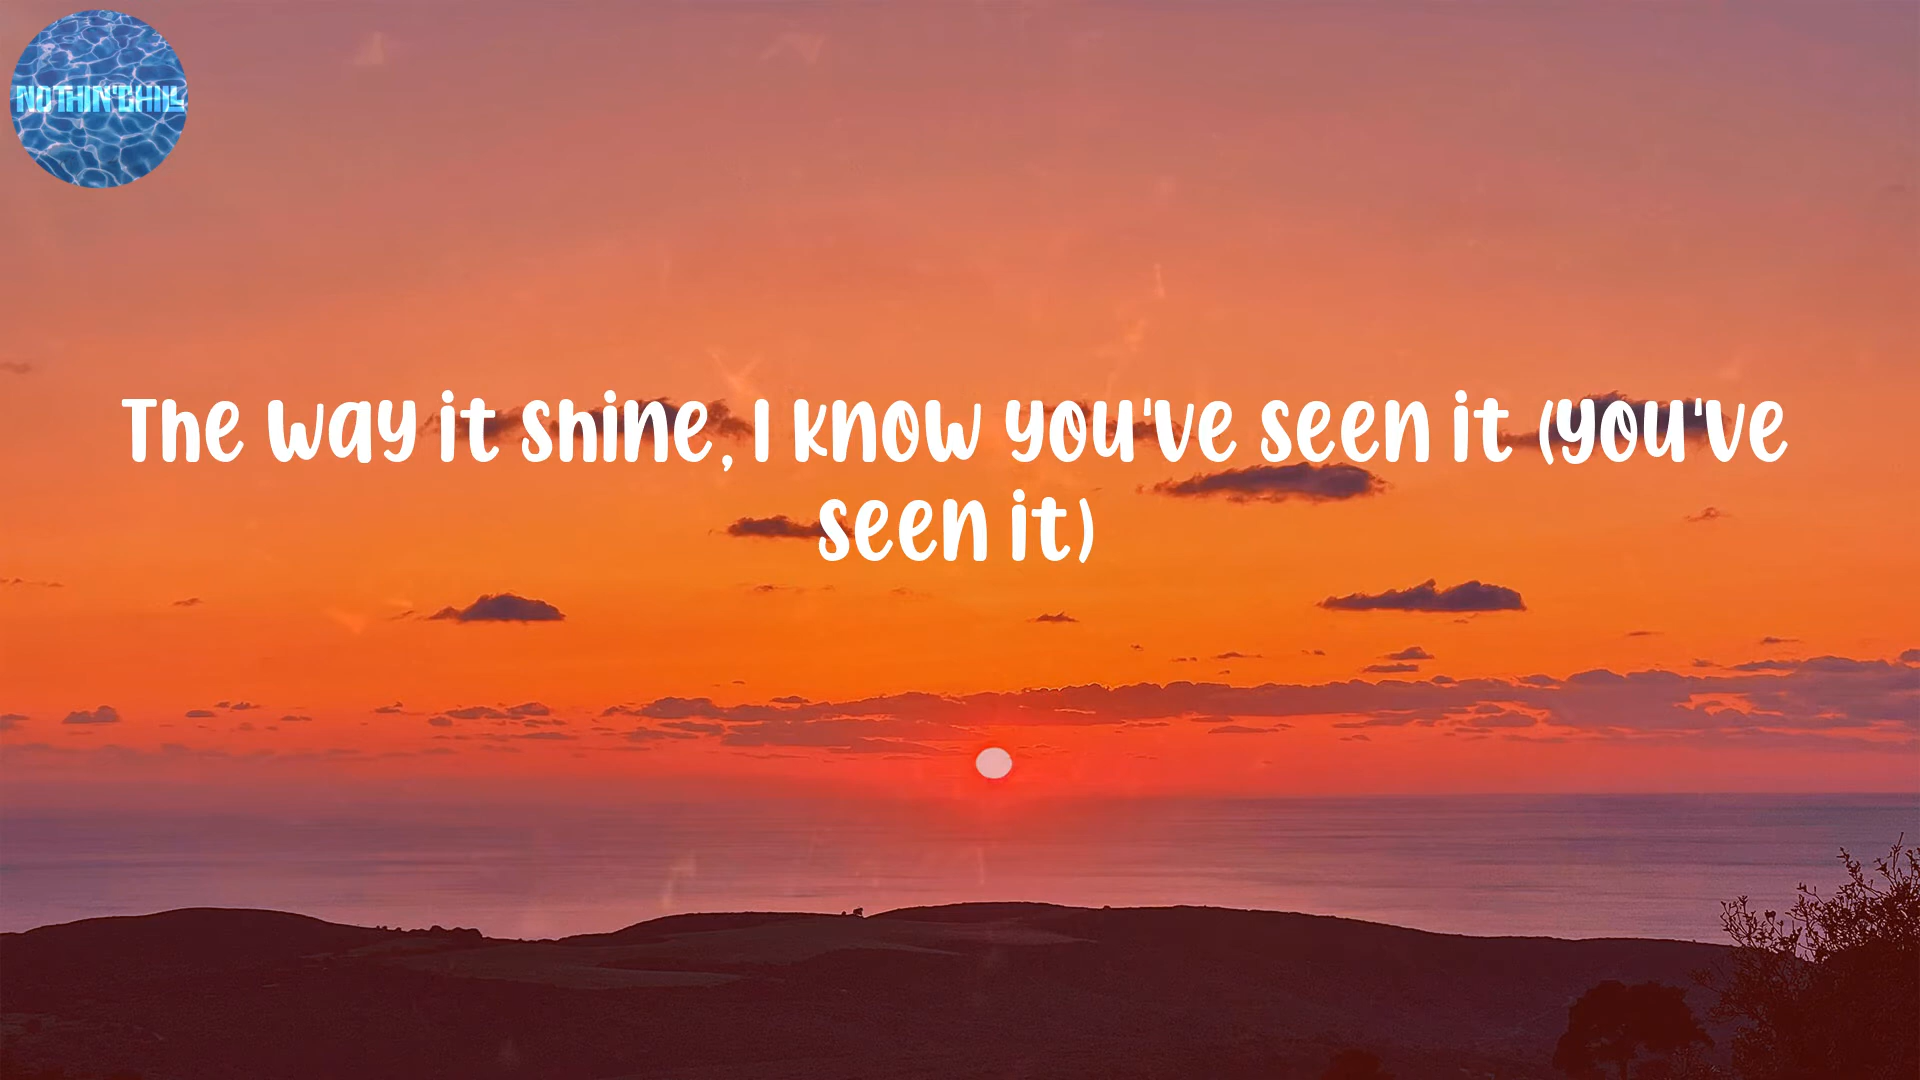 NOTHIN'CHILL
The way it shine, I know you've seen it (you've
seen it)